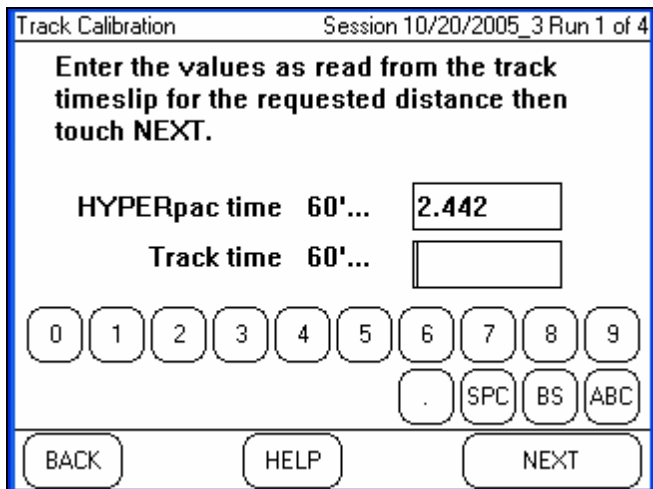 Track Calibration Session 10/20/2005_3 Run 1 of 4
Enter the values as read from the track
timeslip for the requested distance then
touch NEXT.
HYPERpac time 60'... 2.442
Track time 60'...
0 1 2 3 4 5 6 7 8 9
. SPC BS ABC
BACK HELP NEXT